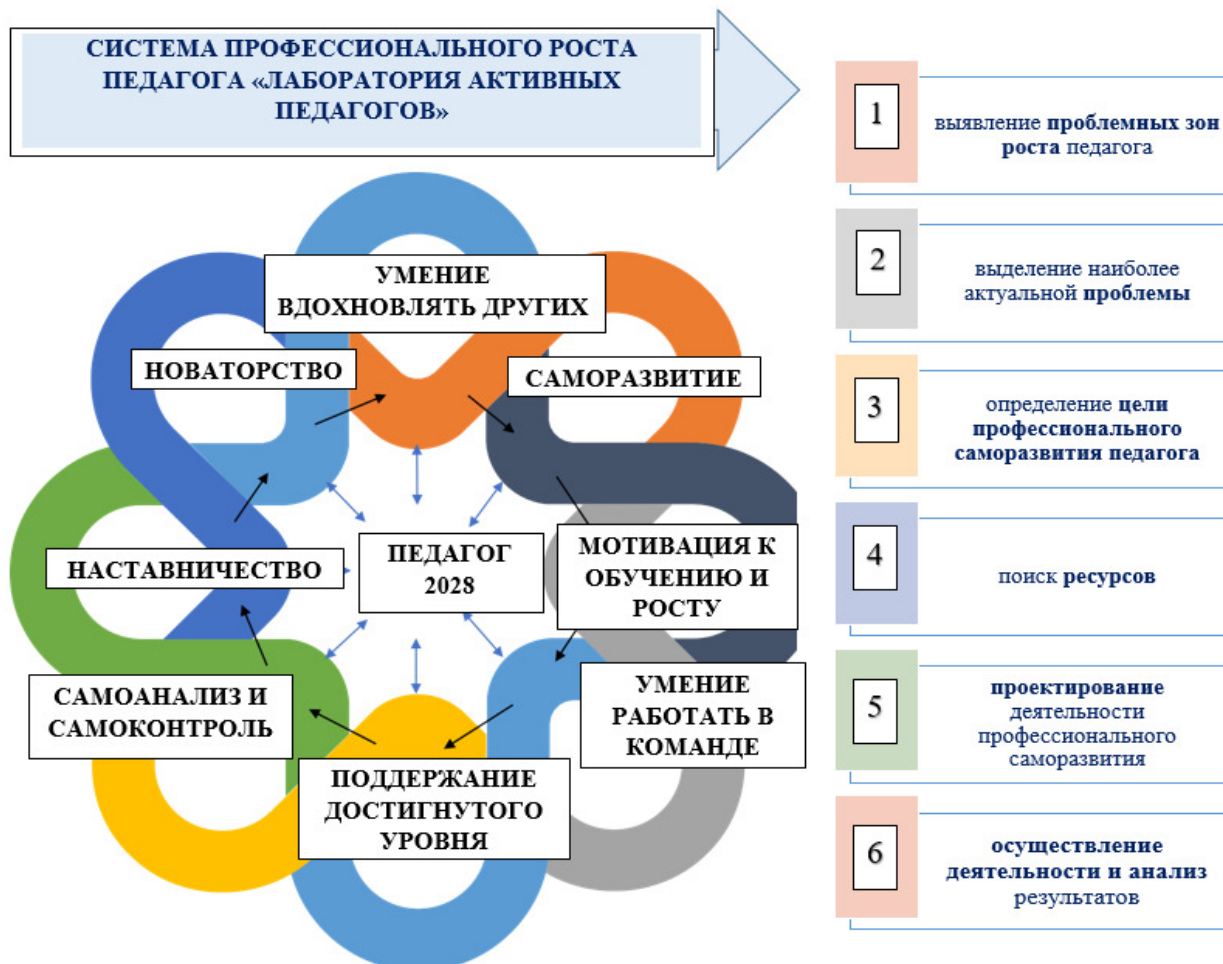 СИСТЕМА ПРОФЕССИОНАЛЬНОГО РОСТА
ПЕДАГОГА «ЛАБОРАТОРИЯ АКТИВНЫХ
ПЕДАГОГОВ»
УМЕНИЕ
ВДОХНОВЛЯТЬ ДРУГИХ
НОВАТОРСТВО
САМОРАЗВИТИЕ
НАСТАВНИЧЕСТВО
ПЕДАГОГ
2028
МОТИВАЦИЯ К
ОБУЧЕНИЮ И
РОСТУ
САМОАНАЛИЗ И
САМОКОНТРОЛЬ
УМЕНИЕ
РАБОТАТЬ В
КОМАНДЕ
ПОДДЕРЖАНИЕ
ДОСТИГНУТОГО
УРОВНЯ
1
выявление проблемных зон
роста педагога
2
выделение наиболее
актуальной проблемы
3
определение цели
профессионального
саморазвития педагога
4
поиск ресурсов
5
проектирование
деятельности
профессионального
саморазвития
6
осуществление
деятельности и анализ
результатов